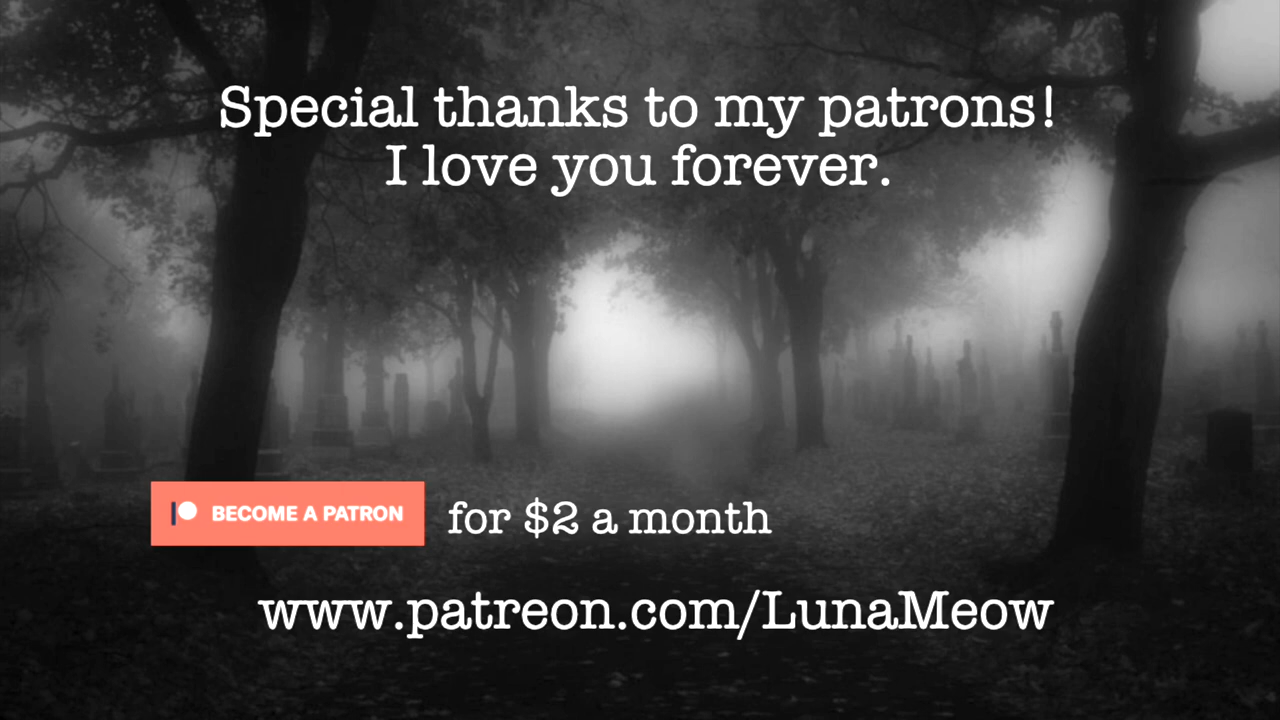 Special thanks to my patrons!
I love you forever.
BECOME A PATRON for $2 a month
www.patreon.com/LunaMeow